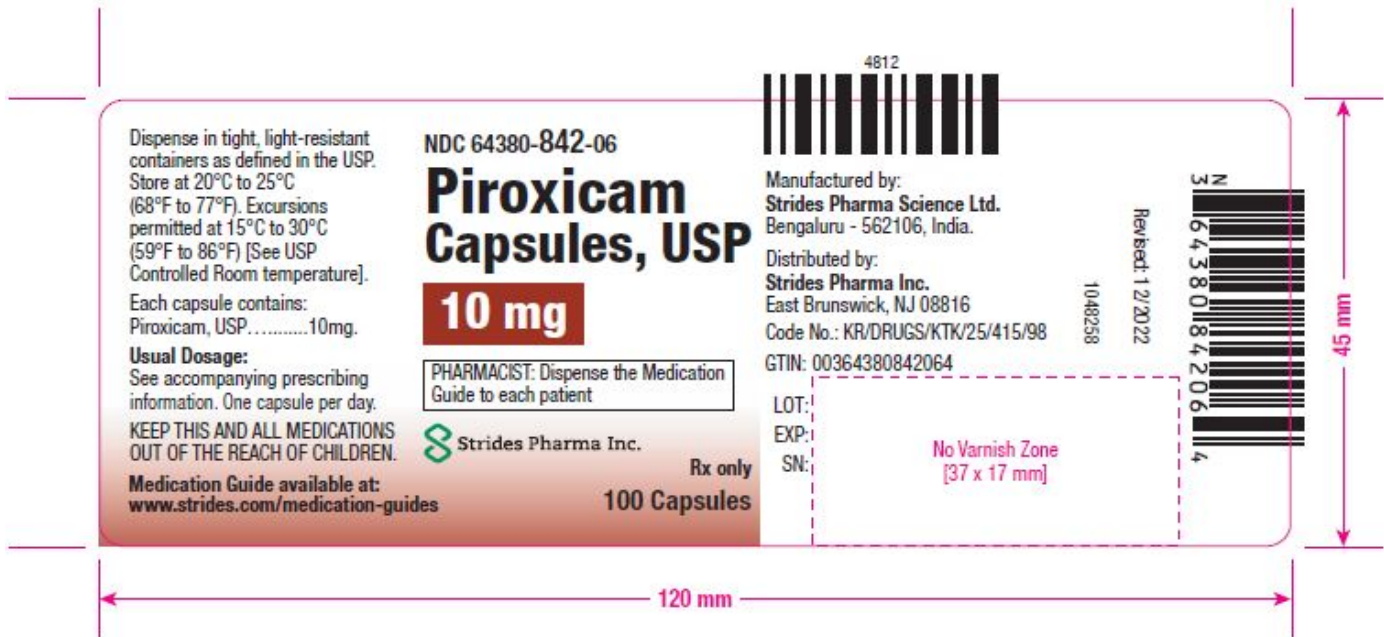 4812
Dispense in tight, light-resistant
containers as defined in the USP.
Store at 20°C to 25°C
(68°F to 77°F). Excursions
permitted at 15°C to 30°C
(59°F to 86°F) [See USP
Controlled Room temperature].
Each capsule contains:
Piroxicam, USP............10mg.
Usual Dosage:
See accompanying prescribing
information. One capsule per day.
KEEP THIS AND ALL MEDICATIONS
OUT OF THE REACH OF CHILDREN.
Medication Guide available at:
www.strides.com/medication-guides
NDC 64380-842-06
Piroxicam
Capsules, USP
10 mg
PHARMACIST: Dispense the Medication
Guide to each patient
Strides Pharma Inc.
Rx only
100 Capsules
Manufactured by:
Strides Pharma Science Ltd.
Bengaluru - 562106, India.
Distributed by:
Strides Pharma Inc.
East Brunswick, NJ 08816
Code No.: KR/DRUGS/KTK/25/415/98
GTIN: 00364380842064
LOT:
EXP:
SN:
No Varnish Zone
[37 x 17 mm]
1048258
Revised: 12/2022
N
3 64380 84206 4
45 mm
120 mm